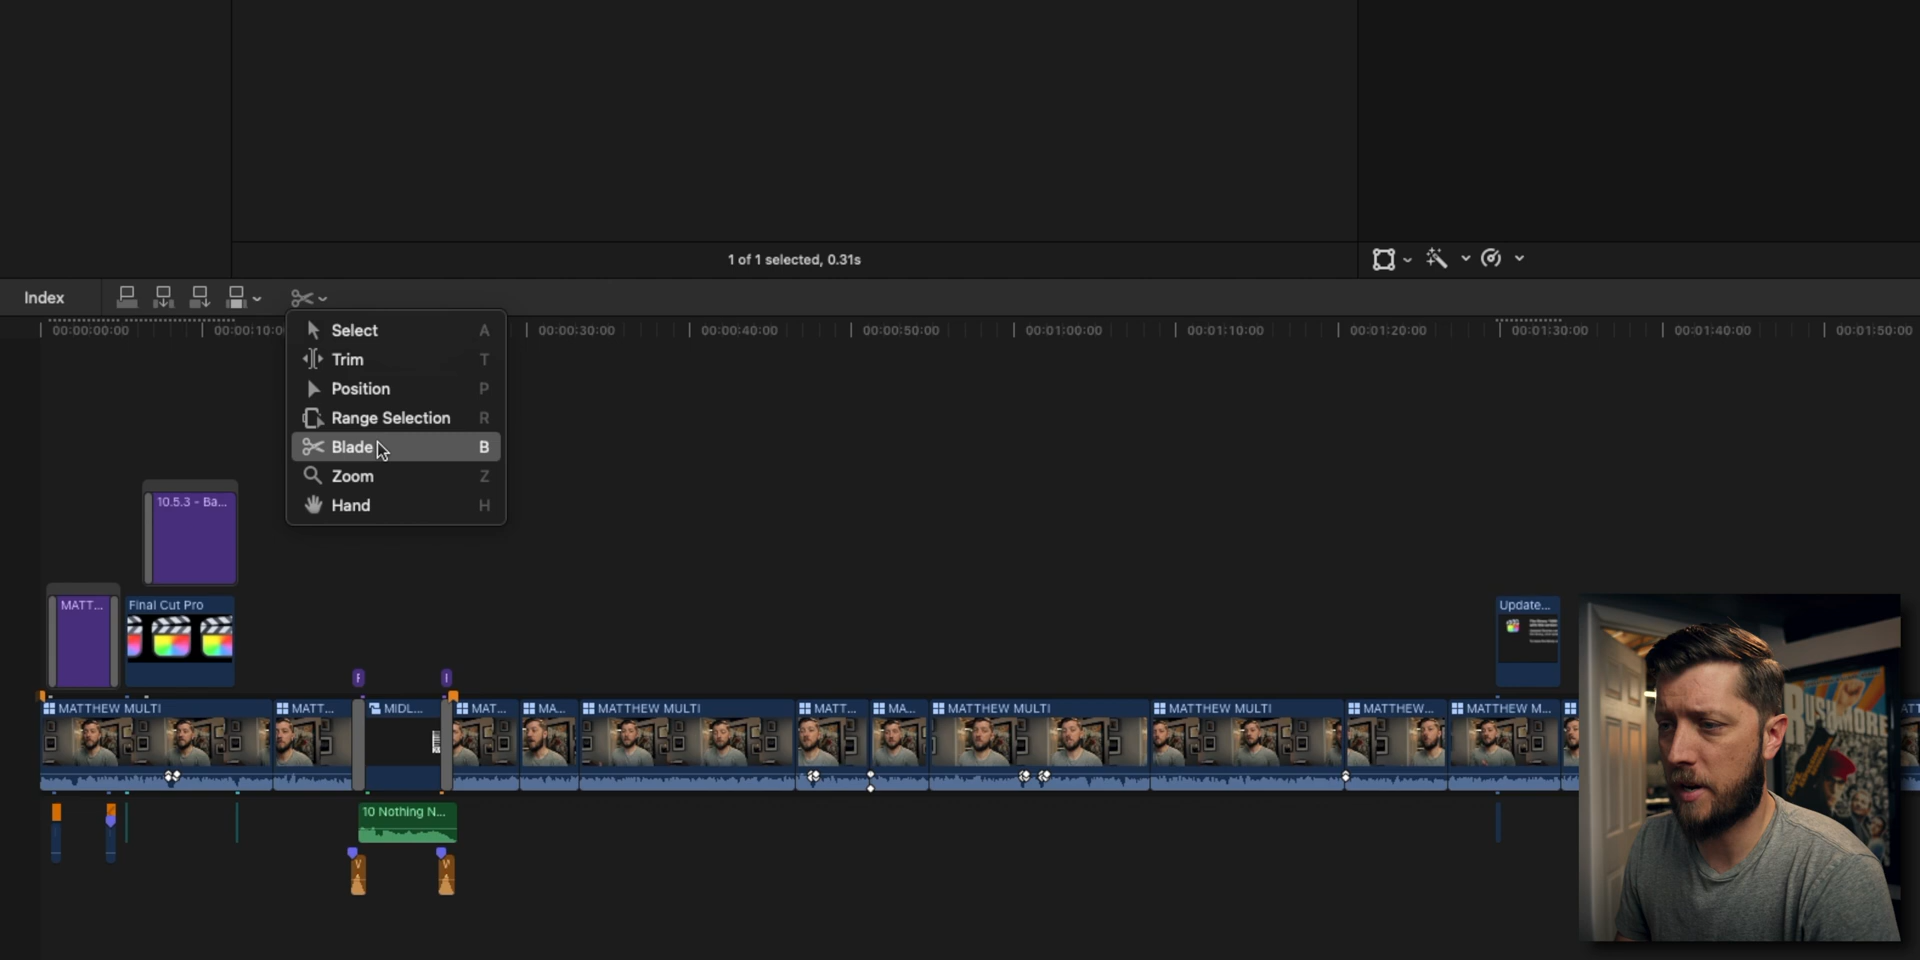 1 of 1 selected, 0.31s
Index
00:00:00:00
00:00:10:0
00:00:30:00
00:00:40:00
00:00:50:00
00:01:00:00
00:01:10:00
00:01:20:00
00:01:30:00
00:01:40:00
00:01:50:00
Select A
Trim T
Position P
Range Selection R
Blade B
Zoom Z
Hand H
10.5.3 - Ba...
MATT...
Final Cut Pro
Update...
MATTHEW MULTI
MATT...
MIDL...
MAT...
MA...
MATTHEW MULTI
MATT...
MA...
MATTHEW MULTI
MATTHEW MULTI
MATTHEW...
MATTHEW M...
10 Nothing N...
V
V
RUSHMORE